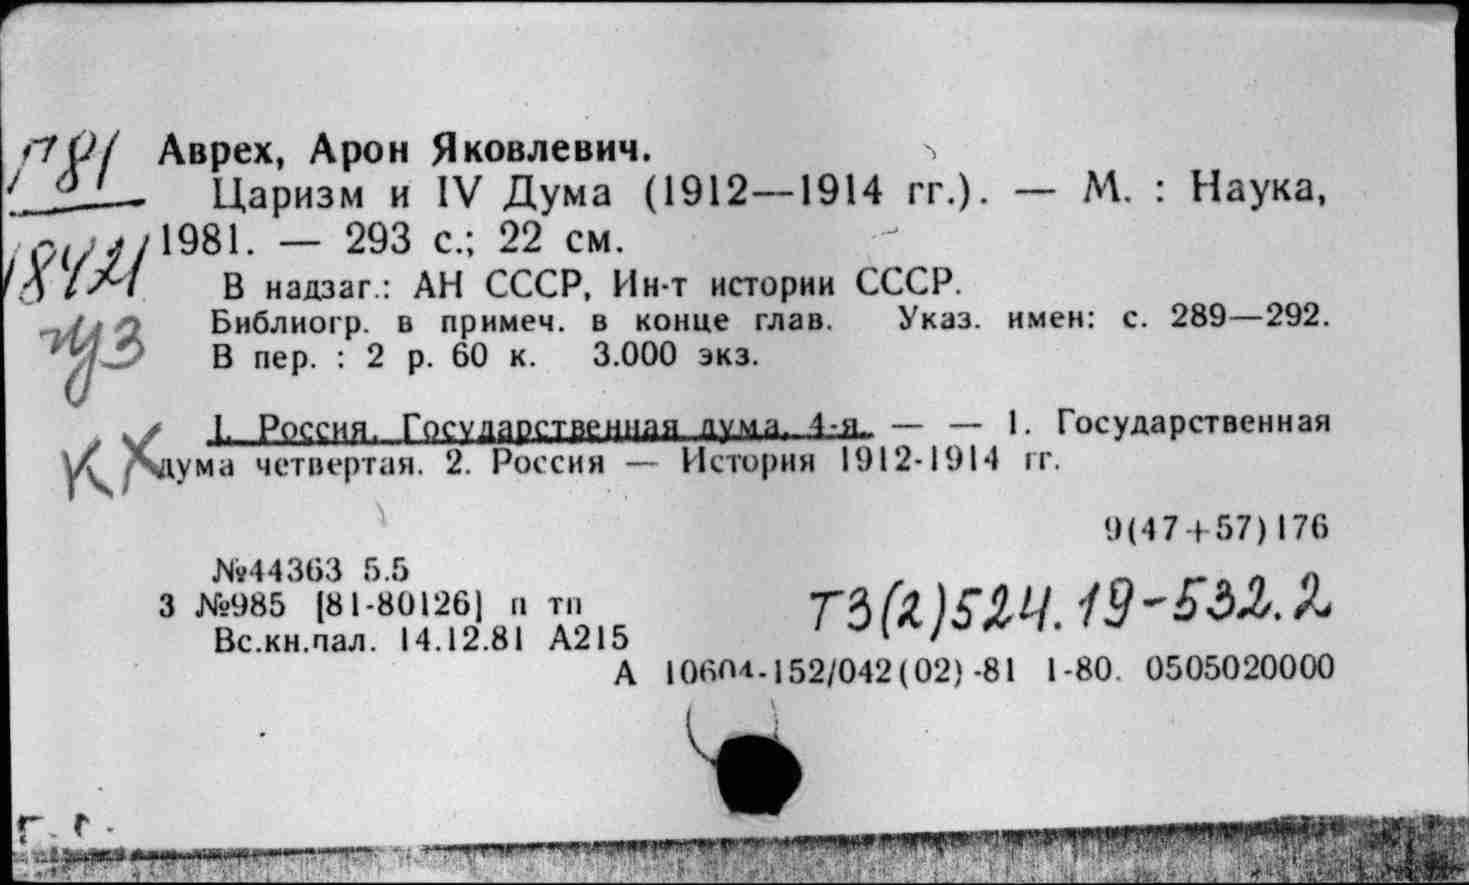 Аврех, Арон Яковлевич.
Царизм и IV Дума (1912—1914 гг.). — М. : Наука,
1981. — 293 с.; 22 см.
В надзаг.: АН СССР, Ин-т истории СССР.
Библиогр. в примеч. в конце глав. Указ. имен: с. 289—292.
В пер. : 2 р. 60 к. 3.000 экз.
П81
18421
чз
КХ
1. Россия. Государственная дума, 4-я. — — 1. Государственная
дума четвертая. 2. Россия — История 1912-1914 гг.
9(47+57)176
№44363 5.5
3 №985 [81-80126] п тп
Вс.кн.пал. 14.12.81 А215
Т3(2)524.19-532.2
А 10604-152/042(02)-81 1-80. 0505020000